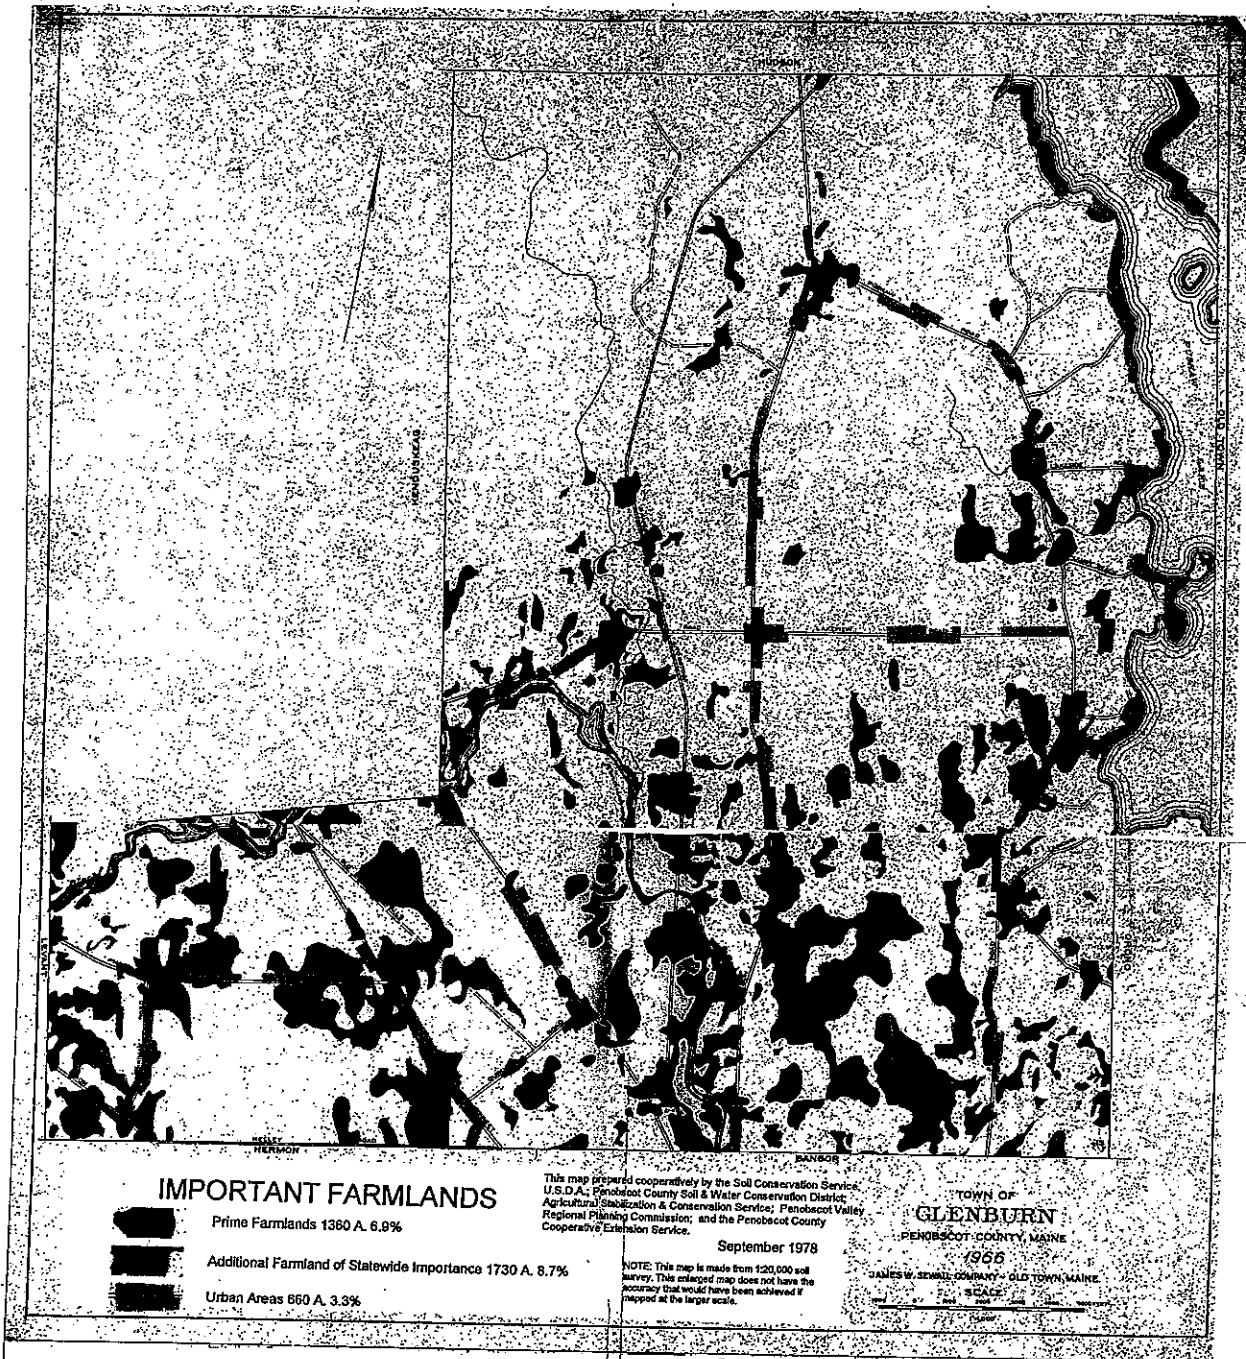 HUDSON
KENDUSKEAG
OLD TOWN
LEVANT
HERMON
BANGOR
IMPORTANT FARMLANDS
Prime Farmlands 1360 A. 6.9%
Additional Farmland of Statewide Importance 1730 A. 8.7%
Urban Areas 660 A. 3.3%
This map prepared cooperatively by the Soil Conservation Service,
U.S.D.A.; Penobscot County Soil & Water Conservation District;
Agricultural Stabilization & Conservation Service; Penobscot Valley
Regional Planning Commission; and the Penobscot County
Cooperative Extension Service.
September 1978
NOTE: This map is made from 1:20,000 soil
survey. This enlarged map does not have the
accuracy that would have been achieved if
mapped at the larger scale.
TOWN OF
GLENBURN
PENOBSCOT COUNTY, MAINE
1966
JAMES W. SEWALL COMPANY - OLD TOWN, MAINE.
SCALE